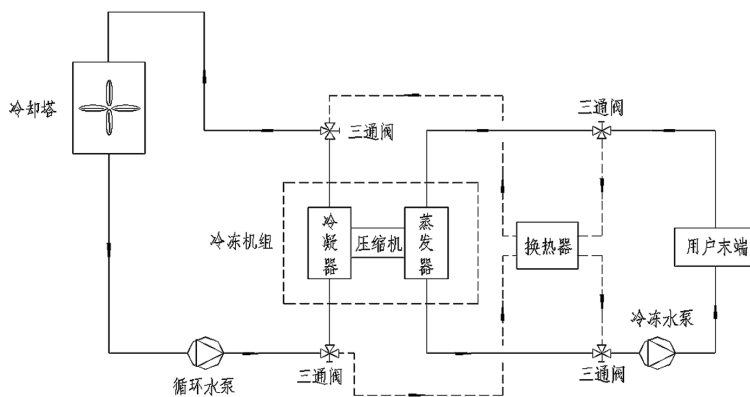 冷却塔
三通阀
三通阀
冷冻机组
冷凝器
压缩机
蒸发器
换热器
用户末端
循环水泵
三通阀
三通阀
冷冻水泵